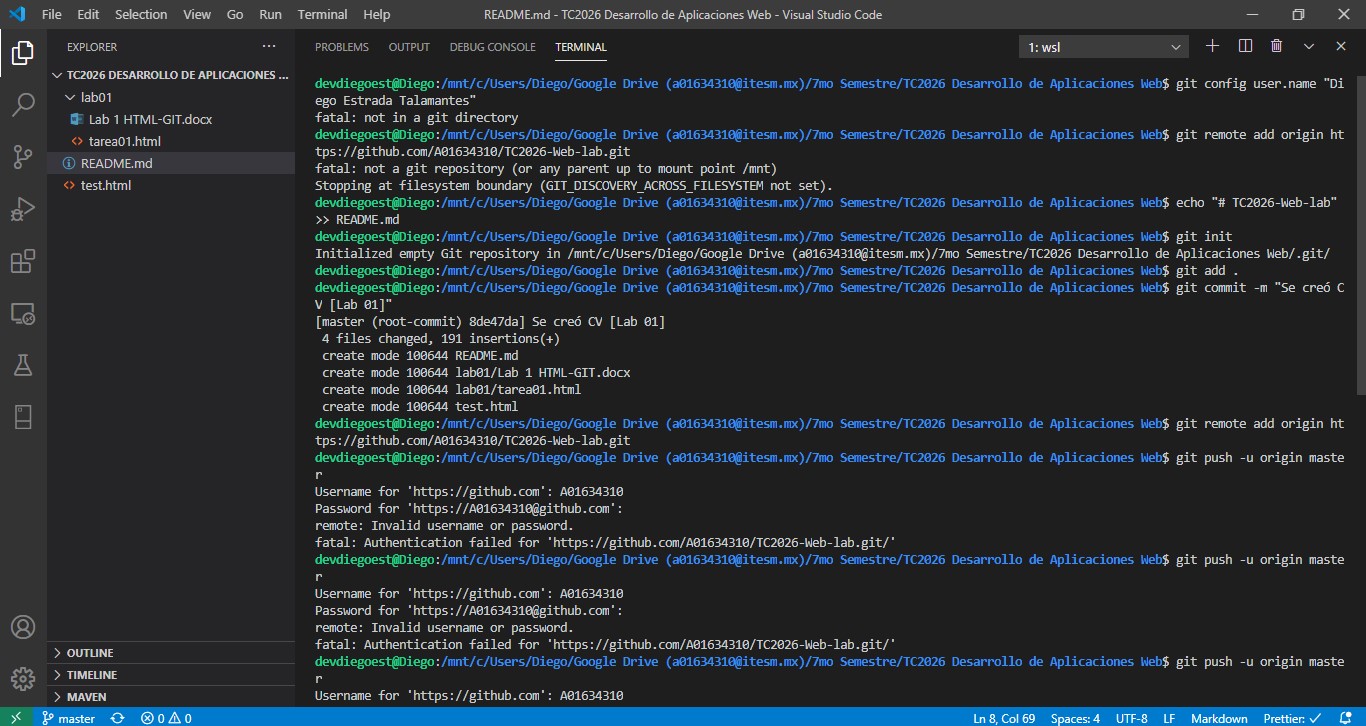 File Edit Selection View Go Run Terminal Help
README.md - TC2026 Desarrollo de Aplicaciones Web - Visual Studio Code
EXPLORER
TC2026 DESARROLLO DE APLICACIONES ...
lab01
Lab 1 HTML-GIT.docx
tarea01.html
README.md
test.html
OUTLINE
TIMELINE
MAVEN
PROBLEMS OUTPUT DEBUG CONSOLE TERMINAL
1: wsl
devdiegoest@Diego:/mnt/c/Users/Diego/Google Drive (a01634310@itesm.mx)/7mo Semestre/TC2026 Desarrollo de Aplicaciones Web$ git config user.name "Di
ego Estrada Talamantes"
fatal: not in a git directory
devdiegoest@Diego:/mnt/c/Users/Diego/Google Drive (a01634310@itesm.mx)/7mo Semestre/TC2026 Desarrollo de Aplicaciones Web$ git remote add origin ht
tps://github.com/A01634310/TC2026-Web-lab.git
fatal: not a git repository (or any parent up to mount point /mnt)
Stopping at filesystem boundary (GIT_DISCOVERY_ACROSS_FILESYSTEM not set).
devdiegoest@Diego:/mnt/c/Users/Diego/Google Drive (a01634310@itesm.mx)/7mo Semestre/TC2026 Desarrollo de Aplicaciones Web$ echo "# TC2026-Web-lab"
>> README.md
devdiegoest@Diego:/mnt/c/Users/Diego/Google Drive (a01634310@itesm.mx)/7mo Semestre/TC2026 Desarrollo de Aplicaciones Web$ git init
Initialized empty Git repository in /mnt/c/Users/Diego/Google Drive (a01634310@itesm.mx)/7mo Semestre/TC2026 Desarrollo de Aplicaciones Web/.git/
devdiegoest@Diego:/mnt/c/Users/Diego/Google Drive (a01634310@itesm.mx)/7mo Semestre/TC2026 Desarrollo de Aplicaciones Web$ git add .
devdiegoest@Diego:/mnt/c/Users/Diego/Google Drive (a01634310@itesm.mx)/7mo Semestre/TC2026 Desarrollo de Aplicaciones Web$ git commit -m "Se creó C
V [Lab 01]"
[master (root-commit) 8de47da] Se creó CV [Lab 01]
4 files changed, 191 insertions(+)
create mode 100644 README.md
create mode 100644 lab01/Lab 1 HTML-GIT.docx
create mode 100644 lab01/tarea01.html
create mode 100644 test.html
devdiegoest@Diego:/mnt/c/Users/Diego/Google Drive (a01634310@itesm.mx)/7mo Semestre/TC2026 Desarrollo de Aplicaciones Web$ git remote add origin ht
tps://github.com/A01634310/TC2026-Web-lab.git
devdiegoest@Diego:/mnt/c/Users/Diego/Google Drive (a01634310@itesm.mx)/7mo Semestre/TC2026 Desarrollo de Aplicaciones Web$ git push -u origin maste
r
Username for 'https://github.com': A01634310
Password for 'https://A01634310@github.com':
remote: Invalid username or password.
fatal: Authentication failed for 'https://github.com/A01634310/TC2026-Web-lab.git/'
devdiegoest@Diego:/mnt/c/Users/Diego/Google Drive (a01634310@itesm.mx)/7mo Semestre/TC2026 Desarrollo de Aplicaciones Web$ git push -u origin maste
r
Username for 'https://github.com': A01634310
Password for 'https://A01634310@github.com':
remote: Invalid username or password.
fatal: Authentication failed for 'https://github.com/A01634310/TC2026-Web-lab.git/'
devdiegoest@Diego:/mnt/c/Users/Diego/Google Drive (a01634310@itesm.mx)/7mo Semestre/TC2026 Desarrollo de Aplicaciones Web$ git push -u origin maste
r
Username for 'https://github.com': A01634310
master 0 0 Ln 8, Col 69 Spaces: 4 UTF-8 LF Markdown Prettier: ✓